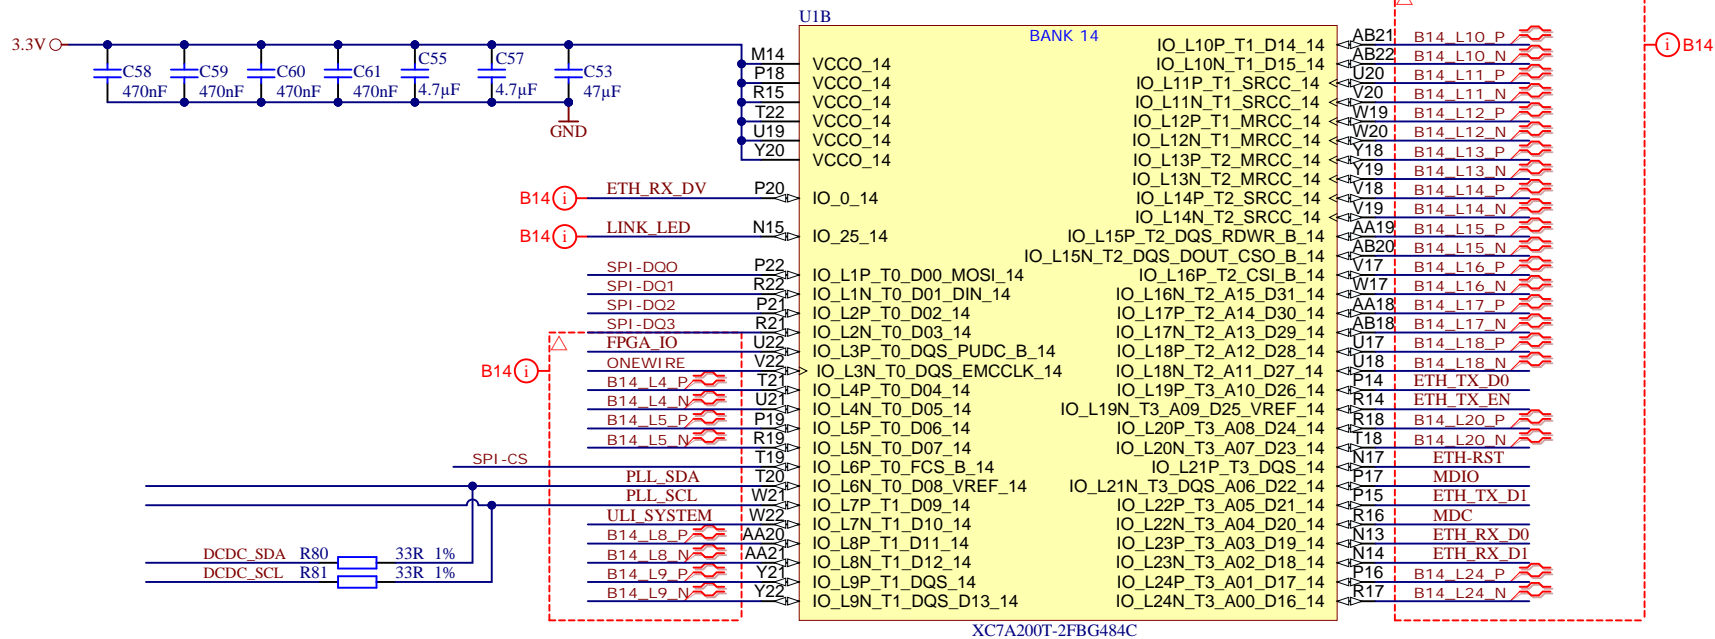 U1B
BANK 14
3.3V
C58 470nF
C59 470nF
C60 470nF
C61 470nF
C55 4.7µF
C57 4.7µF
C53 47µF
GND
M14 VCCO_14
P18 VCCO_14
R15 VCCO_14
T22 VCCO_14
U19 VCCO_14
Y20 VCCO_14
B14 i ETH_RX_DV P20 IO_0_14
B14 i LINK_LED N15 IO_25_14
SPI-DQ0 P22 IO_L1P_T0_D00_MOSI_14
SPI-DQ1 R22 IO_L1N_T0_D01_DIN_14
SPI-DQ2 P21 IO_L2P_T0_D02_14
SPI-DQ3 R21 IO_L2N_T0_D03_14
FPGA_IO U22 IO_L3P_T0_DQS_PUDC_B_14
B14 i
ONEWIRE V22 IO_L3N_T0_DQS_EMCCLK_14
B14_L4_P T21 IO_L4P_T0_D04_14
B14_L4_N U21 IO_L4N_T0_D05_14
B14_L5_P P19 IO_L5P_T0_D06_14
B14_L5_N R19 IO_L5N_T0_D07_14
SPI-CS T19 IO_L6P_T0_FCS_B_14
PLL_SDA T20 IO_L6N_T0_D08_VREF_14
PLL_SCL W21 IO_L7P_T1_D09_14
ULI_SYSTEM W22 IO_L7N_T1_D10_14
B14_L8_P AA20 IO_L8P_T1_D11_14
B14_L8_N AA21 IO_L8N_T1_D12_14
B14_L9_P Y21 IO_L9P_T1_DQS_14
B14_L9_N Y22 IO_L9N_T1_DQS_D13_14
DCDC_SDA R80 33R 1%
DCDC_SCL R81 33R 1%
IO_L10P_T1_D14_14 AB21 B14_L10_P
i B14
IO_L10N_T1_D15_14 AB22 B14_L10_N
IO_L11P_T1_SRCC_14 U20 B14_L11_P
IO_L11N_T1_SRCC_14 V20 B14_L11_N
IO_L12P_T1_MRCC_14 W19 B14_L12_P
IO_L12N_T1_MRCC_14 W20 B14_L12_N
IO_L13P_T2_MRCC_14 Y18 B14_L13_P
IO_L13N_T2_MRCC_14 Y19 B14_L13_N
IO_L14P_T2_SRCC_14 V18 B14_L14_P
IO_L14N_T2_SRCC_14 V19 B14_L14_N
IO_L15P_T2_DQS_RDWR_B_14 AA19 B14_L15_P
IO_L15N_T2_DQS_DOUT_CSO_B_14 AB20 B14_L15_N
IO_L16P_T2_CSI_B_14 V17 B14_L16_P
IO_L16N_T2_A15_D31_14 W17 B14_L16_N
IO_L17P_T2_A14_D30_14 AA18 B14_L17_P
IO_L17N_T2_A13_D29_14 AB18 B14_L17_N
IO_L18P_T2_A12_D28_14 U17 B14_L18_P
IO_L18N_T2_A11_D27_14 U18 B14_L18_N
IO_L19P_T3_A10_D26_14 P14 ETH_TX_D0
IO_L19N_T3_A09_D25_VREF_14 R14 ETH_TX_EN
IO_L20P_T3_A08_D24_14 R18 B14_L20_P
IO_L20N_T3_A07_D23_14 T18 B14_L20_N
IO_L21P_T3_DQS_14 N17 ETH-RST
IO_L21N_T3_DQS_A06_D22_14 P17 MDIO
IO_L22P_T3_A05_D21_14 P15 ETH_TX_D1
IO_L22N_T3_A04_D20_14 R16 MDC
IO_L23P_T3_A03_D19_14 N13 ETH_RX_D0
IO_L23N_T3_A02_D18_14 N14 ETH_RX_D1
IO_L24P_T3_A01_D17_14 P16 B14_L24_P
IO_L24N_T3_A00_D16_14 R17 B14_L24_N
XC7A200T-2FBG484C